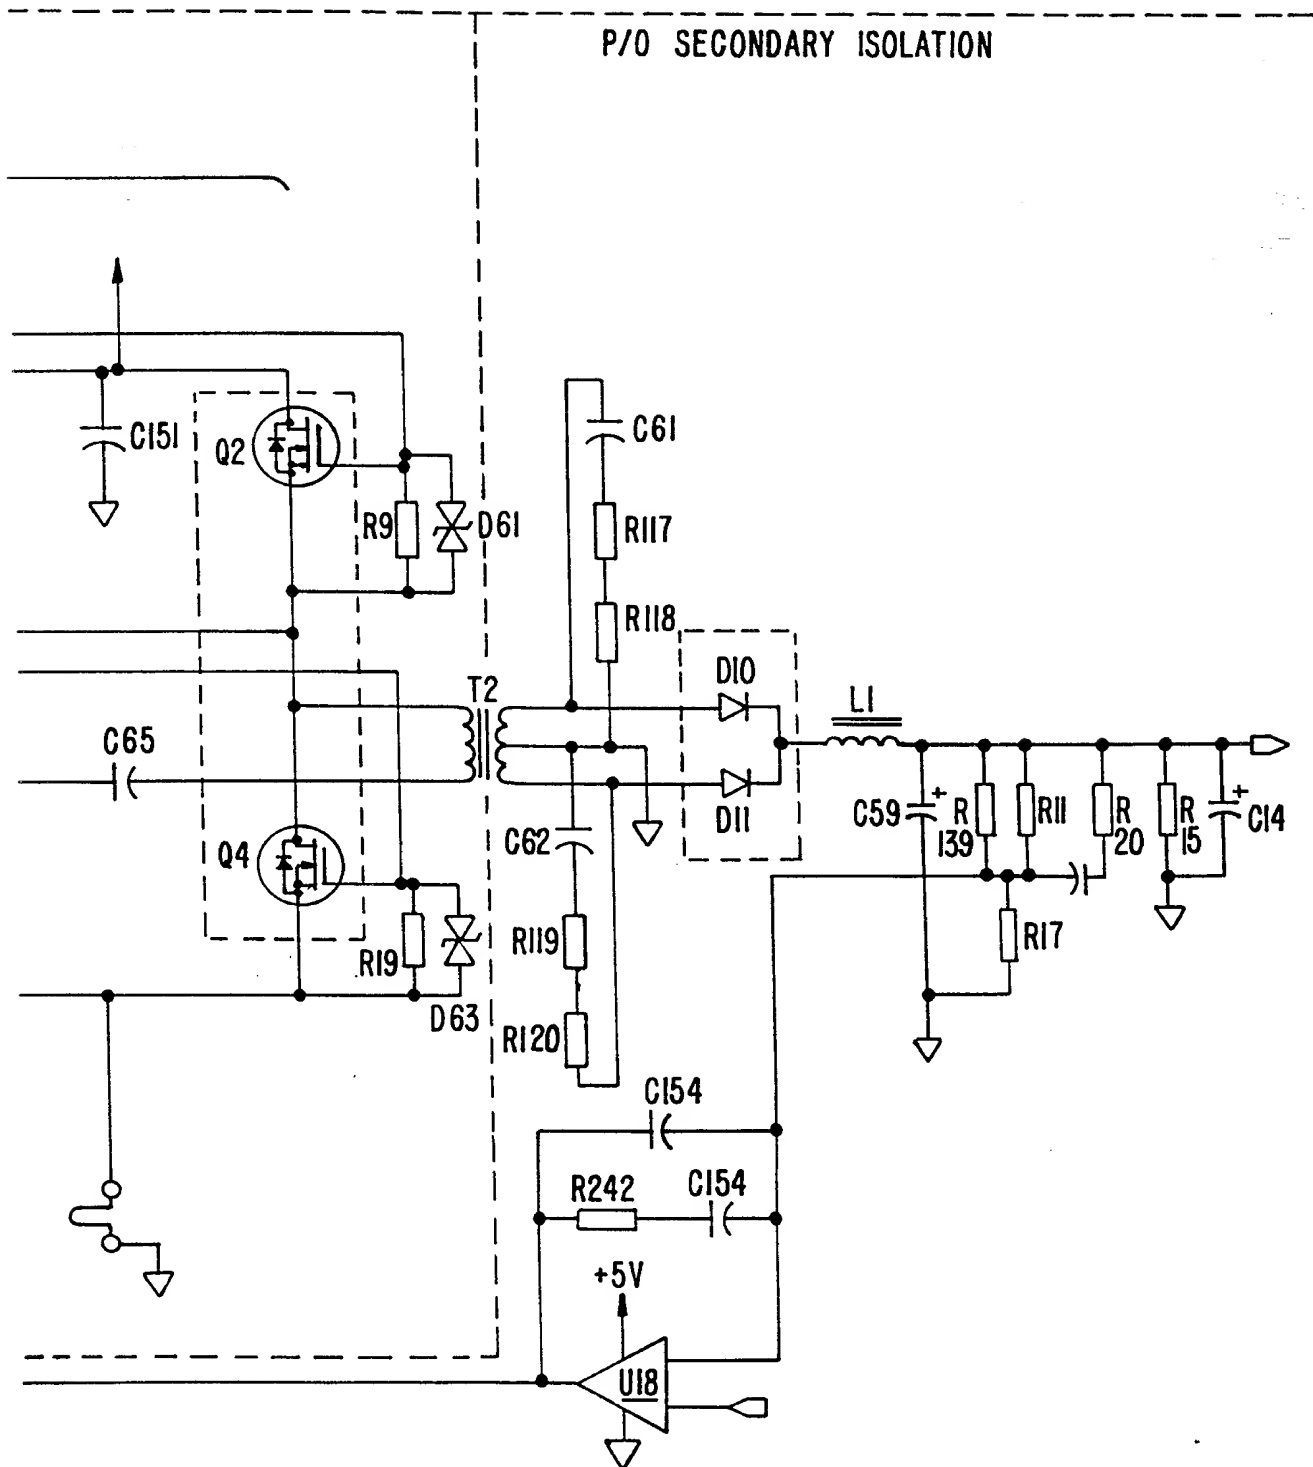 P/O SECONDARY ISOLATION
C151
Q2
R9
D61
C61
R117
R118
T2
D10
L1
C65
D11
C59
+
R
139
R11
R
20
R
15
+
C14
Q4
C62
R19
R119
R17
D63
R120
C154
R242
C154
+5V
U18